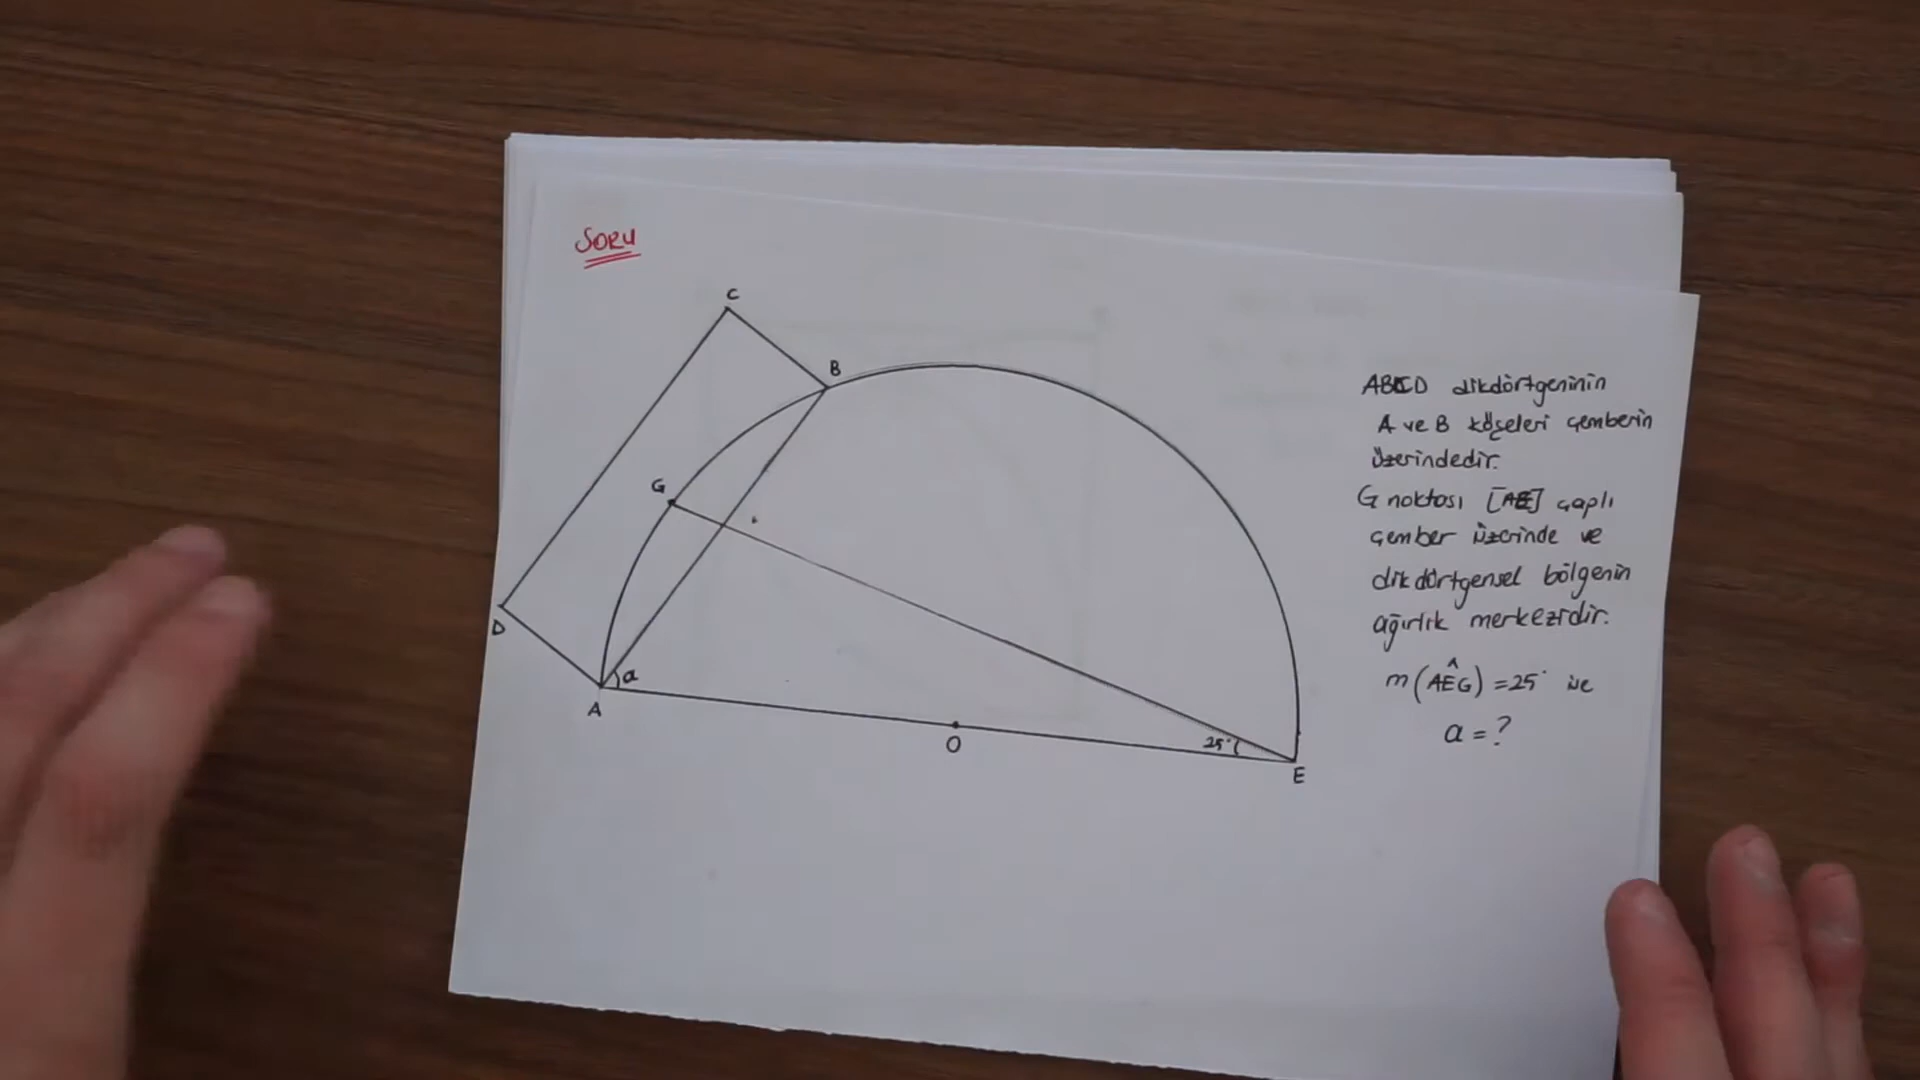 SORU
C
B
G
D
a
A
O
25°
E
ABCD dikdörtgeninin
A ve B köşeleri çemberin
üzerindedir.
G noktası [AE] çaplı
çember üzerinde ve
dikdörtgensel bölgenin
ağırlık merkezidir.
m(AÊG) = 25° ise
a = ?